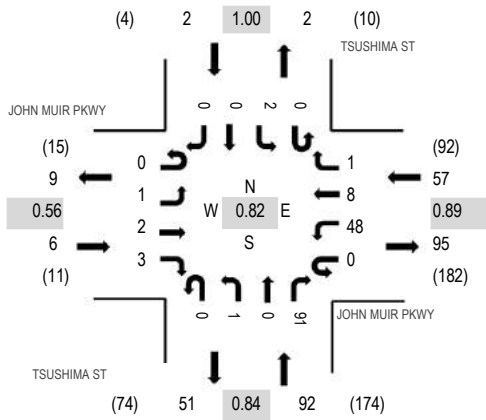 (4) 2 1.00 2 (10)
TSUSHIMA ST
JOHN MUIR PKWY
0 0 2 0
(15) (92)
0 1
9 57
1 N 8
0.56 W 0.82 E 0.89
2 48
6 S 95
3 0
(11) (182)
0 1 0 91
JOHN MUIR PKWY
TSUSHIMA ST
(74) 51 0.84 92 (174)